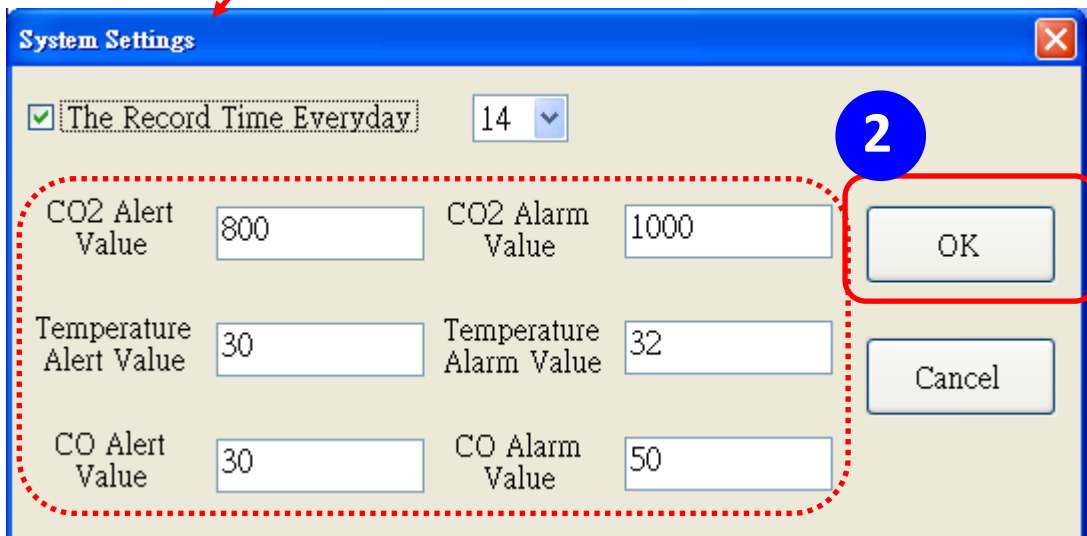 System Settings
The Record Time Everyday 14
2
CO2 Alert
Value
800
CO2 Alarm
Value
1000
OK
Temperature
Alert Value
30
Temperature
Alarm Value
32
Cancel
CO Alert
Value
30
CO Alarm
Value
50